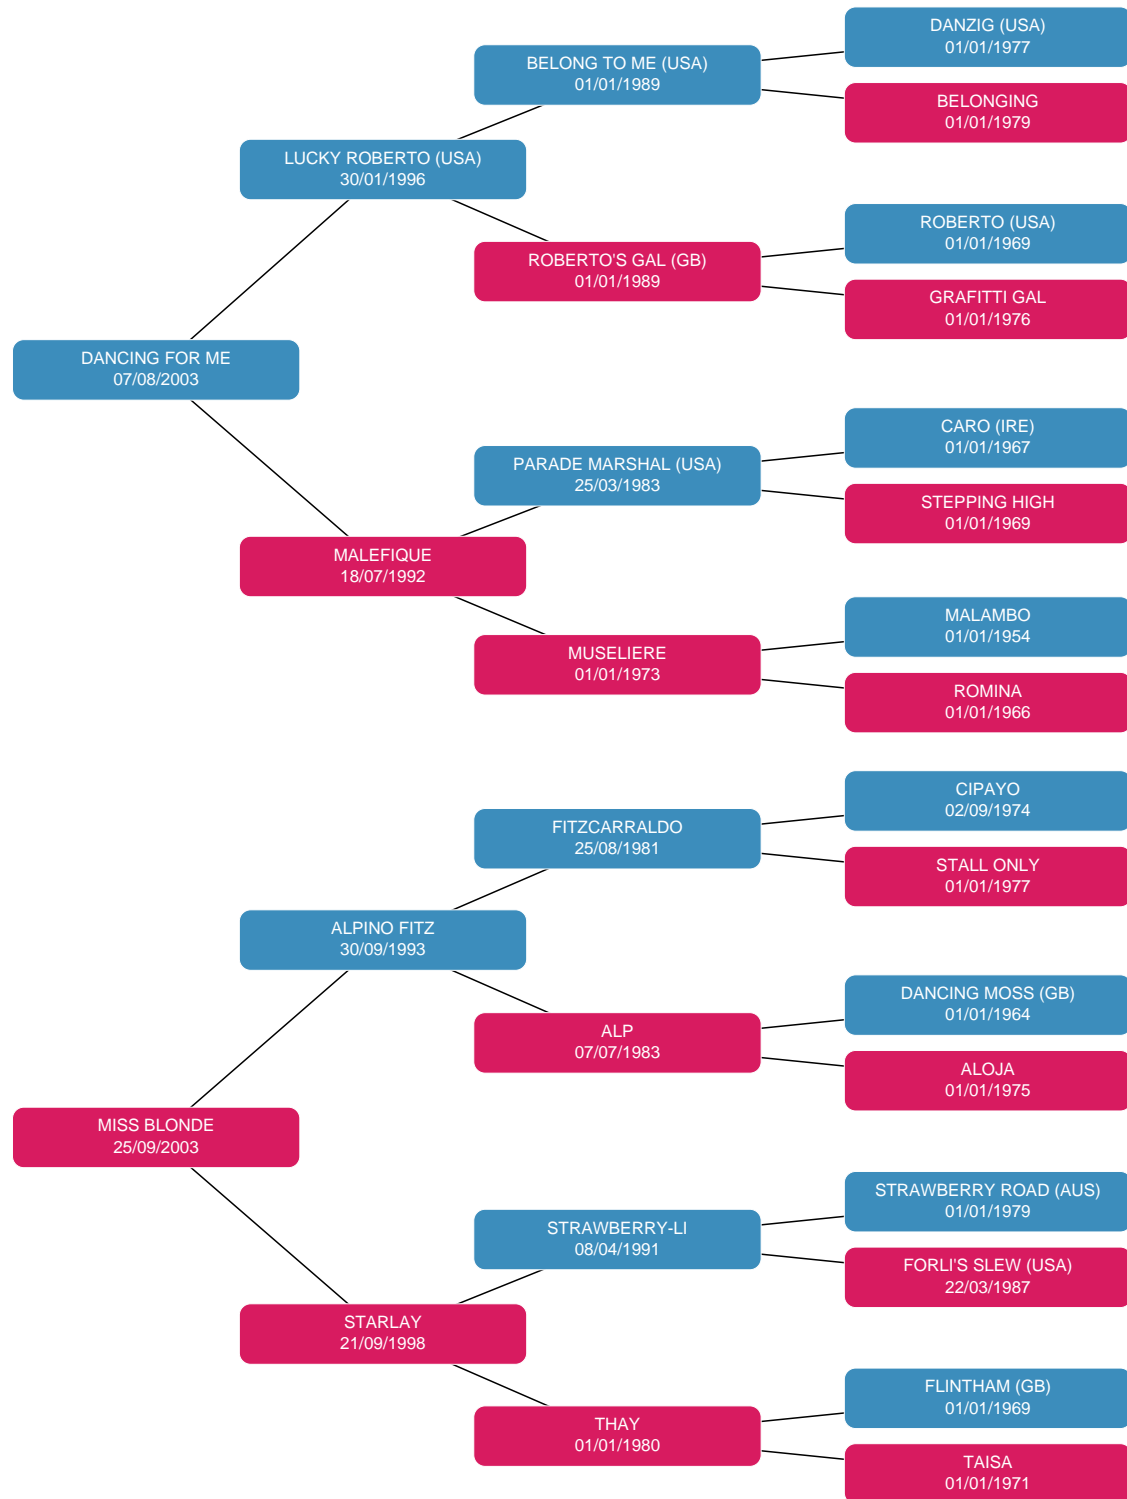 DANZIG (USA)
01/01/1977
BELONG TO ME (USA)
01/01/1989
BELONGING
01/01/1979
LUCKY ROBERTO (USA)
30/01/1996
ROBERTO (USA)
01/01/1969
ROBERTO'S GAL (GB)
01/01/1989
GRAFITTI GAL
01/01/1976
DANCING FOR ME
07/08/2003
CARO (IRE)
01/01/1967
PARADE MARSHAL (USA)
25/03/1983
STEPPING HIGH
01/01/1969
MALEFIQUE
18/07/1992
MALAMBO
01/01/1954
MUSELIERE
01/01/1973
ROMINA
01/01/1966
CIPAYO
02/09/1974
FITZCARRALDO
25/08/1981
STALL ONLY
01/01/1977
ALPINO FITZ
30/09/1993
DANCING MOSS (GB)
01/01/1964
ALP
07/07/1983
ALOJA
01/01/1975
MISS BLONDE
25/09/2003
STRAWBERRY ROAD (AUS)
01/01/1979
STRAWBERRY-LI
08/04/1991
FORLI'S SLEW (USA)
22/03/1987
STARLAY
21/09/1998
FLINTHAM (GB)
01/01/1969
THAY
01/01/1980
TAISA
01/01/1971